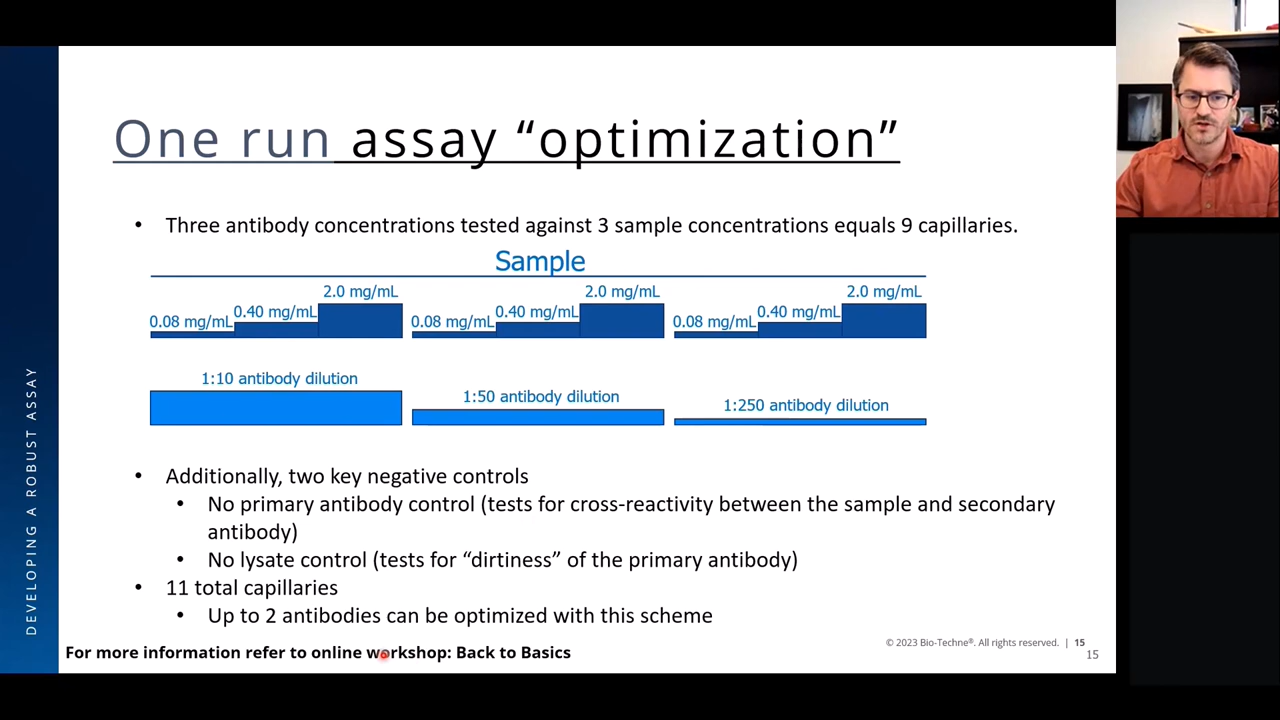 One run assay “optimization”
• Three antibody concentrations tested against 3 sample concentrations equals 9 capillaries.
Sample
0.08 mg/mL 0.40 mg/mL 2.0 mg/mL 0.08 mg/mL 0.40 mg/mL 2.0 mg/mL 0.08 mg/mL 0.40 mg/mL 2.0 mg/mL
1:10 antibody dilution 1:50 antibody dilution 1:250 antibody dilution
• Additionally, two key negative controls
• No primary antibody control (tests for cross-reactivity between the sample and secondary
antibody)
• No lysate control (tests for “dirtiness” of the primary antibody)
• 11 total capillaries
• Up to 2 antibodies can be optimized with this scheme
© 2023 Bio-Techne®. All rights reserved. | 15
15
For more information refer to online workshop: Back to Basics
DEVELOPING A ROBUST ASSAY